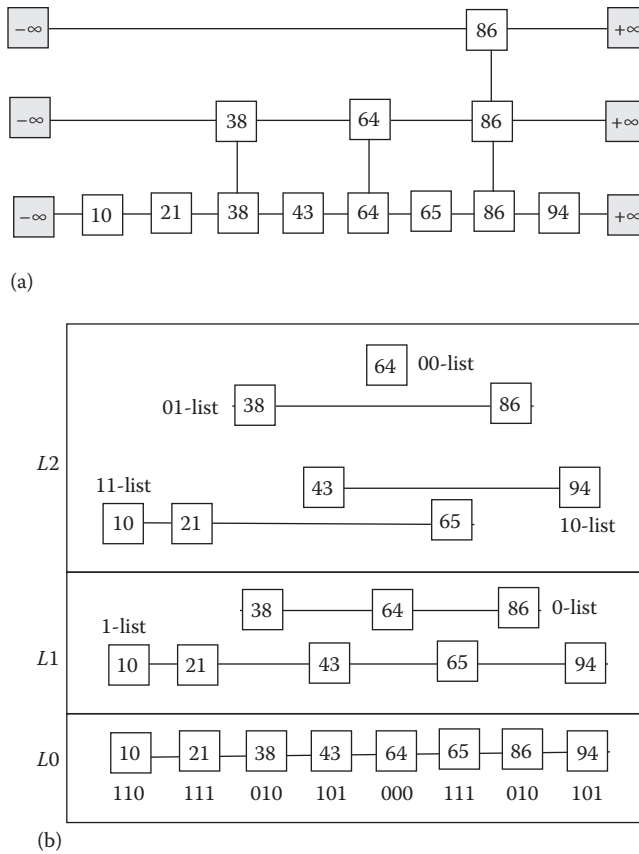 −∞ 86 +∞
−∞ 38 64 86 +∞
−∞ 10 21 38 43 64 65 86 94 +∞
(a)
64 00-list
01-list 38 86
L2
43 94
11-list
10 21 65
10-list
38 64 86 0-list
1-list
L1 10 21 43 65 94
L0 10 21 38 43 64 65 86 94
110 111 010 101 000 111 010 101
(b)